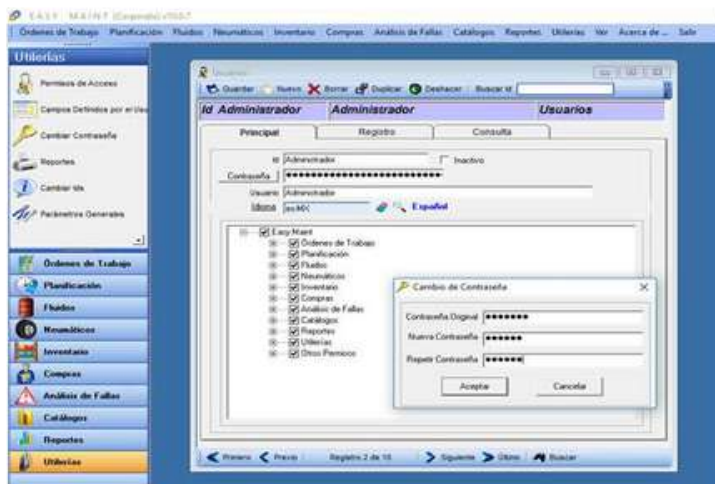 EASY MAINT (Corporate) v10.0.7
Órdenes de Trabajo Planificación Fluidos Neumáticos Inventario Compras Análisis de Fallas Catálogos Reportes Utilerías Ver Acerca de ... Salir
Utilerías
Permisos de Acceso
Campos Definidos por el Usu
Cambiar Contraseña
Reportes
Cambiar Ids
Parámetros Generales
Órdenes de Trabajo
Planificación
Fluidos
Neumáticos
Inventario
Compras
Análisis de Fallas
Catálogos
Reportes
Utilerías
Usuarios
Guardar Nuevo Borrar Duplicar Deshacer Buscar Id
Id Administrador Administrador Usuarios
Principal Registro Consulta
Id Administrador Inactivo
Contraseña
Usuario Administrador
Idioma es-MX Español
Easy Maint
Órdenes de Trabajo
Planificación
Fluidos
Neumáticos
Inventario
Compras
Análisis de Fallas
Catálogos
Reportes
Utilerías
Otros Permisos
Primero Previo Registro 2 de 10 Siguiente Último Buscar
Cambio de Contraseña
Contraseña Original
Nueva Contraseña
Repetir Contraseña
Aceptar Cancelar